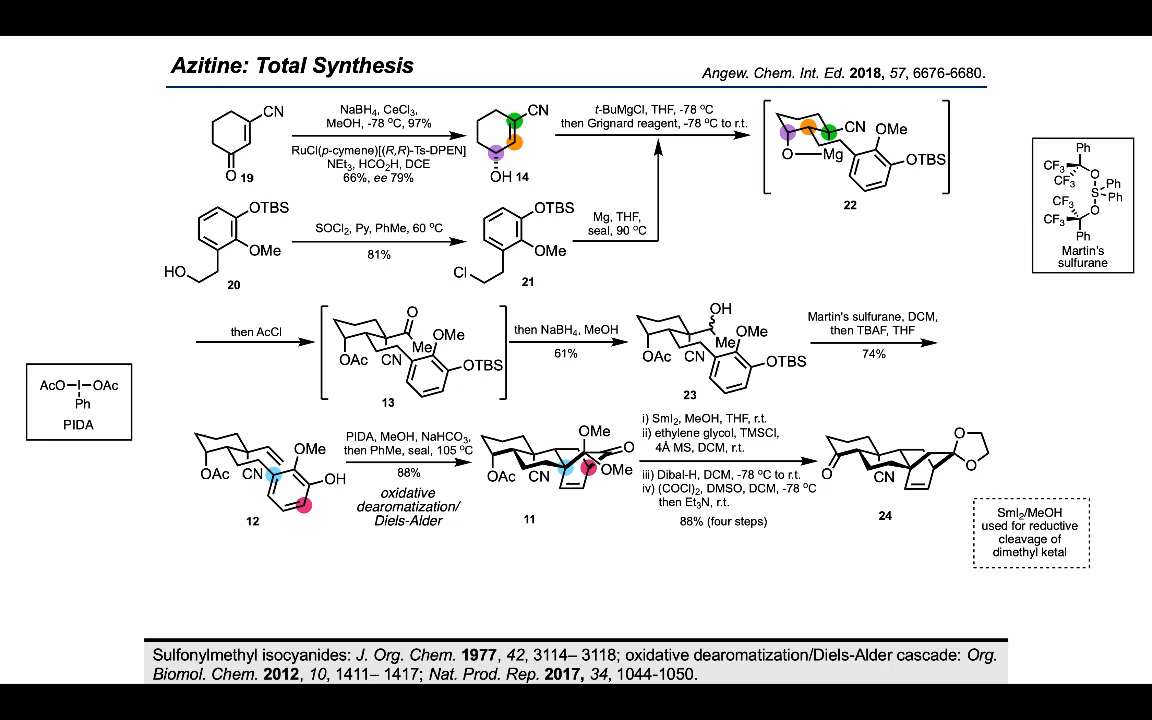 Azitine: Total Synthesis
Angew. Chem. Int. Ed. 2018, 57, 6676-6680.
CN
O
19
NaBH₄, CeCl₃,
MeOH, -78 °C, 97%
RuCl(p-cymene)[(R,R)-Ts-DPEN]
NEt₃, HCO₂H, DCE
66%, ee 79%
CN
OH
14
t-BuMgCl, THF, -78 °C
then Grignard reagent, -78 °C to r.t.
CN
OMe
O
Mg
OTBS
22
Ph
CF₃
CF₃
O
S
Ph
Ph
CF₃
O
CF₃
Ph
Martin's
sulfurane
OTBS
OMe
HO
20
SOCl₂, Py, PhMe, 60 °C
81%
OTBS
OMe
Cl
21
Mg, THF,
seal, 90 °C
then AcCl
O
OMe
Me
OAc
CN
OTBS
13
then NaBH₄, MeOH
61%
OH
OMe
Me
OAc
CN
OTBS
23
Martin's sulfurane, DCM,
then TBAF, THF
74%
AcO
I
OAc
Ph
PIDA
OMe
OAc
CN
OH
12
PIDA, MeOH, NaHCO₃,
then PhMe, seal, 105 °C
88%
oxidative
dearomatization/
Diels-Alder
OMe
O
OMe
OAc
CN
11
i) SmI₂, MeOH, THF, r.t.
ii) ethylene glycol, TMSCl,
4Å MS, DCM, r.t.
iii) Dibal-H, DCM, -78 °C to r.t.
iv) (COCl)₂, DMSO, DCM, -78 °C
then Et₃N, r.t.
88% (four steps)
O
O
O
CN
24
SmI₂/MeOH
used for reductive
cleavage of
dimethyl ketal
Sulfonylmethyl isocyanides: J. Org. Chem. 1977, 42, 3114– 3118; oxidative dearomatization/Diels-Alder cascade: Org.
Biomol. Chem. 2012, 10, 1411– 1417; Nat. Prod. Rep. 2017, 34, 1044-1050.